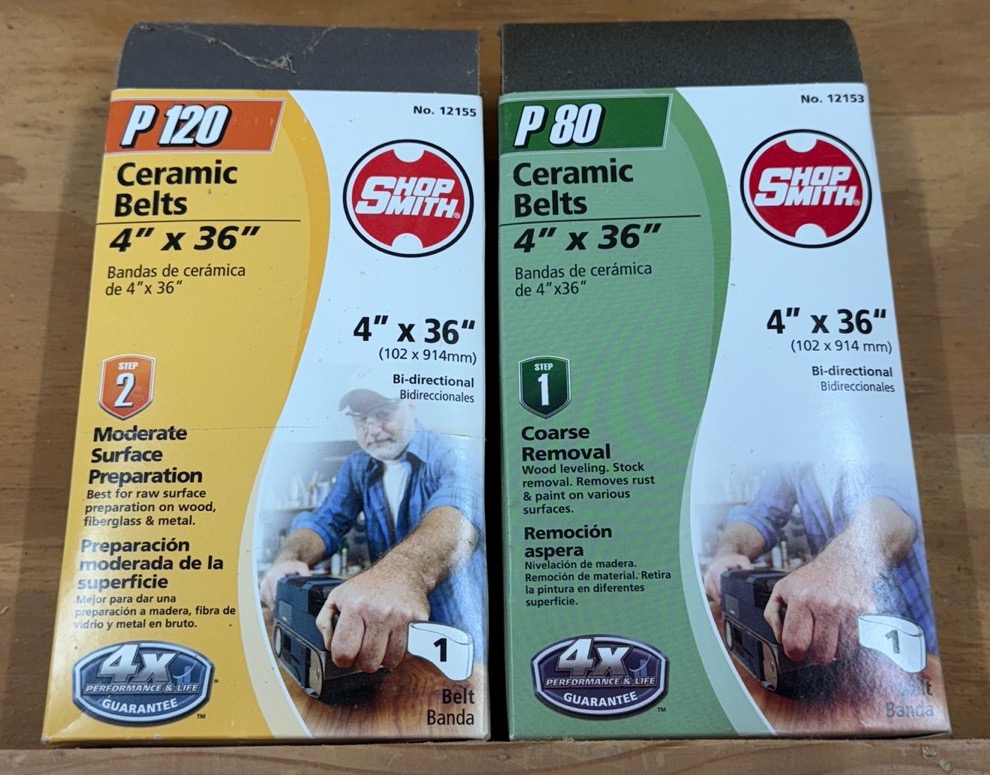 P 120
No. 12155
Ceramic
Belts
SHOP
SMITH®
4" x 36"
Bandas de cerámica
de 4"x 36"
4" x 36"
(102 x 914mm)
Bi-directional
Bidireccionales
STEP
2
Moderate
Surface
Preparation
Best for raw surface
preparation on wood,
fiberglass & metal.
Preparación
moderada de la
superficie
Mejor para dar una
preparación a madera, fibra de
vidrio y metal en bruto.
4x
PERFORMANCE & LIFE
GUARANTEE
™
1
Belt
Banda
P 80
No. 12153
Ceramic
Belts
SHOP
SMITH®
4" x 36"
Bandas de cerámica
de 4"x36"
4" x 36"
(102 x 914 mm)
Bi-directional
Bidireccionales
STEP
1
Coarse
Removal
Wood leveling. Stock
removal. Removes rust
& paint on various
surfaces.
Remoción
aspera
Nivelación de madera.
Remoción de material. Retira
la pintura en diferentes
superficie.
4x
PERFORMANCE & LIFE
GUARANTEE
™
1
Belt
Banda